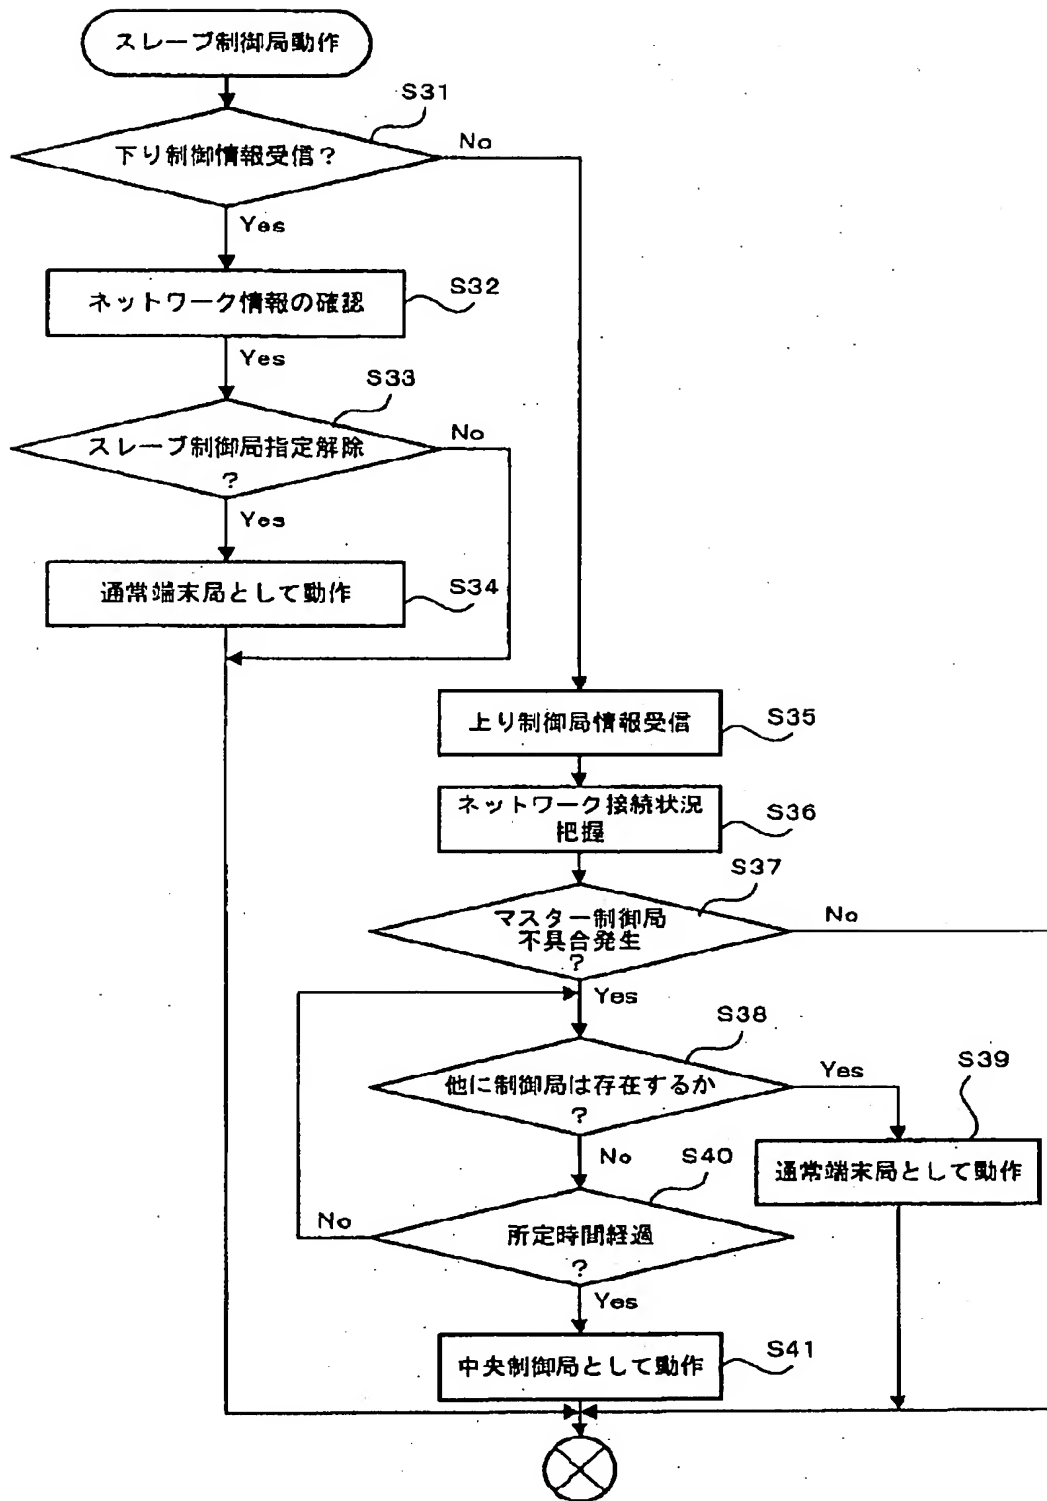 スレーブ制御局動作
S31
下り制御情報受信？
No
Yes
ネットワーク情報の確認
S32
Yes
S33
スレーブ制御局指定解除
？
No
Yes
通常端末局として動作
S34
上り制御局情報受信
S35
ネットワーク接続状況
把握
S36
S37
マスター制御局
不具合発生
？
No
Yes
S38
他に制御局は存在するか
？
Yes
S39
通常端末局として動作
No
S40
所定時間経過
？
No
Yes
中央制御局として動作
S41